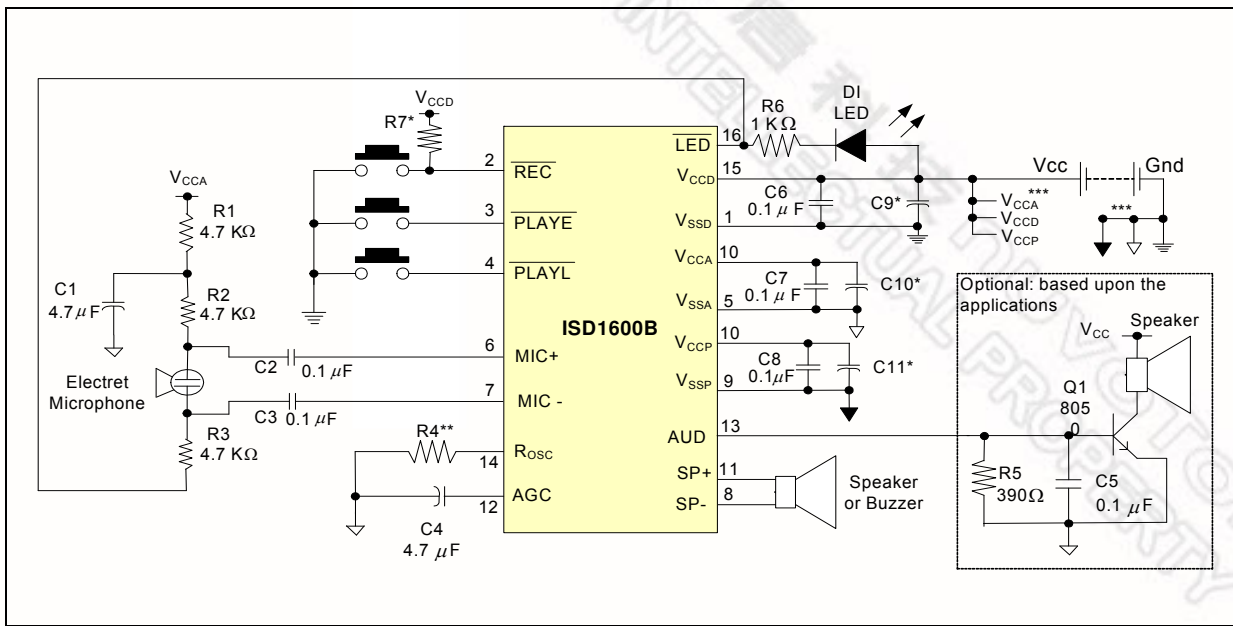 V_CCD
R7*
V_CCA
R1
4.7 KΩ
C1
4.7 μF
R2
4.7 KΩ
C2
0.1 μF
Electret
Microphone
C3
0.1 μF
R3
4.7 KΩ
R4**
C4
4.7 μF
2
3
4
6
7
14
12
REC
PLAYE
PLAYL
MIC+
MIC -
R_OSC
AGC
ISD1600B
LED
V_CCD
V_SSD
V_CCA
V_SSA
V_CCP
V_SSP
AUD
SP+
SP-
16
15
1
10
5
10
9
13
11
8
R6
1 KΩ
DI
LED
C6
0.1 μF
C9*
C7
0.1 μF
C10*
C8
0.1μF
C11*
V_CCA***
V_CCD
V_CCP
Vcc
Gnd
***
Speaker
or Buzzer
Optional: based upon the
applications
V_CC
Speaker
Q1
805
0
R5
390Ω
C5
0.1 μF
INTELLECTUAL PROPERTY